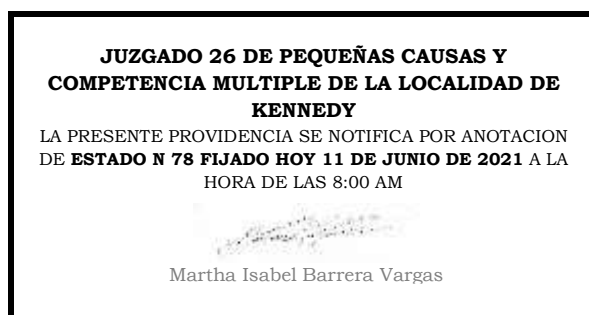 JUZGADO 26 DE PEQUEÑAS CAUSAS Y
COMPETENCIA MULTIPLE DE LA LOCALIDAD DE
KENNEDY
LA PRESENTE PROVIDENCIA SE NOTIFICA POR ANOTACION
DE ESTADO N 78 FIJADO HOY 11 DE JUNIO DE 2021 A LA
HORA DE LAS 8:00 AM
Martha Isabel Barrera Vargas